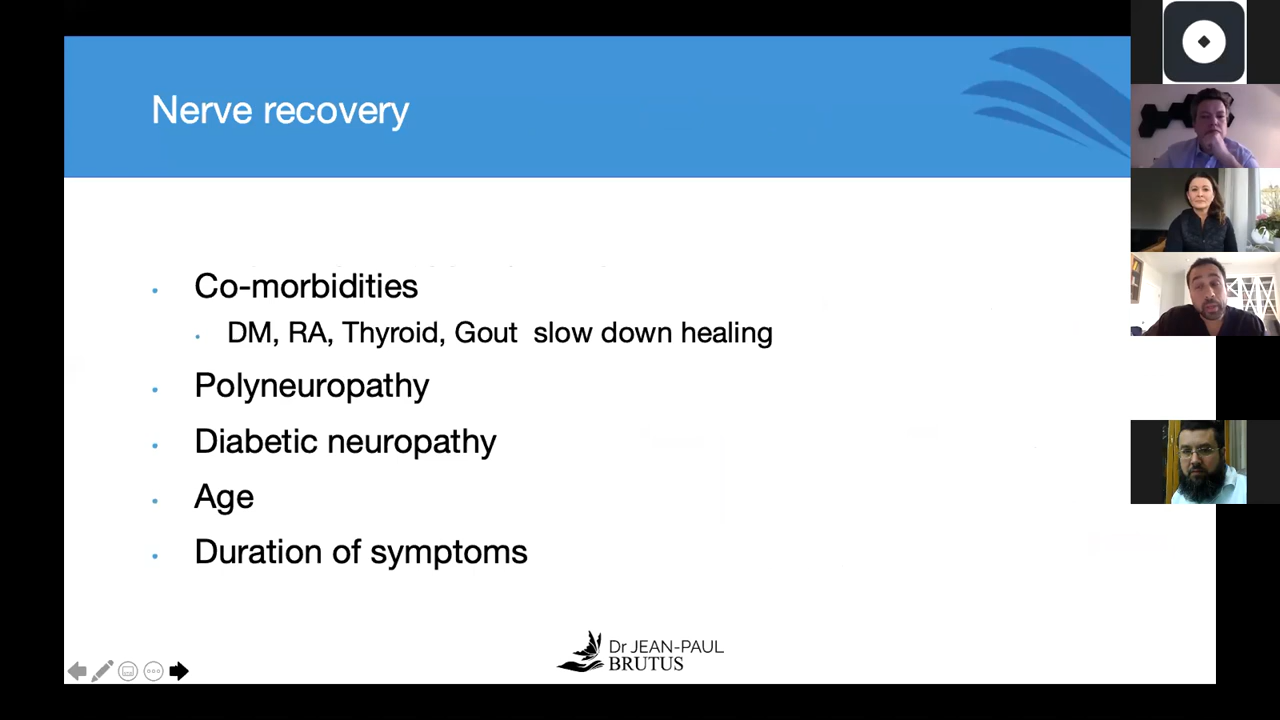 Nerve recovery
Co-morbidities
DM, RA, Thyroid, Gout slow down healing
Polyneuropathy
Diabetic neuropathy
Age
Duration of symptoms
Dr JEAN-PAUL
BRUTUS